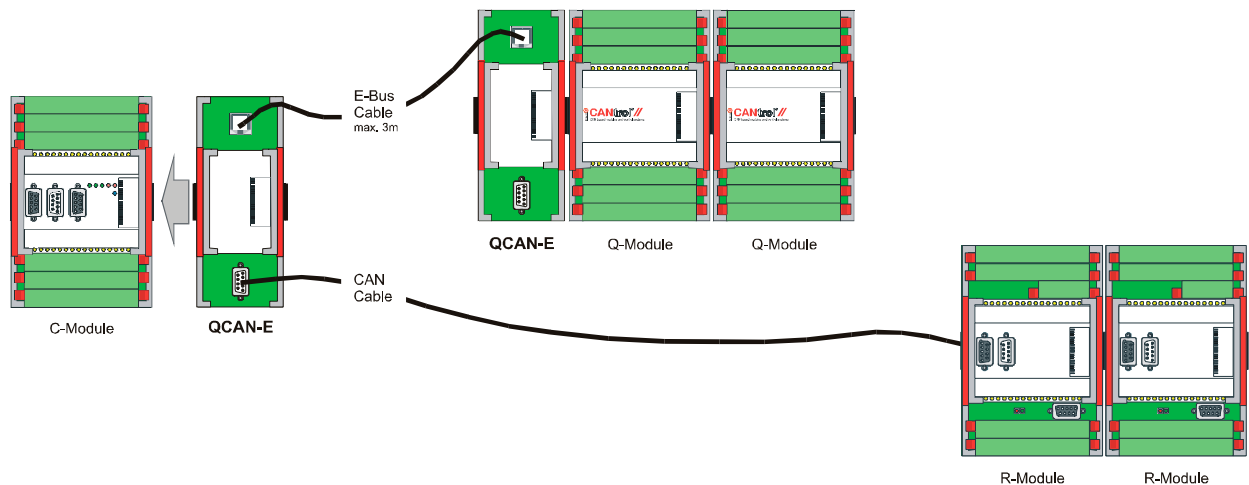 E-Bus
Cable
max. 3m
CANtrol //
CANtrol //
QCAN-E
Q-Module
Q-Module
CAN
Cable
C-Module
QCAN-E
R-Module
R-Module